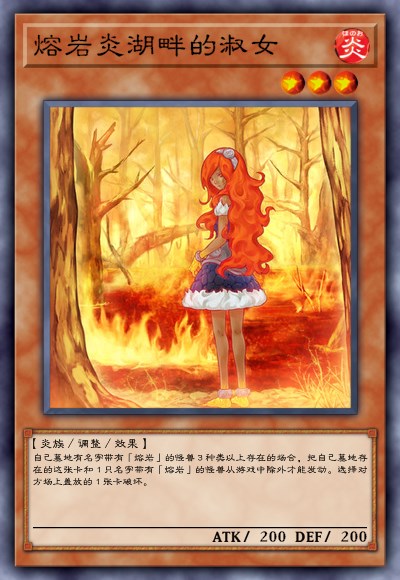 熔岩炎湖畔的淑女
ほのお
炎
【炎族／调整／效果】
自己墓地有名字带有「熔岩」的怪兽３种类以上存在的场合，把自己墓地存
在的这张卡和１只名字带有「熔岩」的怪兽从游戏中除外才能发动。选择对
方场上盖放的１张卡破坏。
ATK/ 200 DEF/ 200